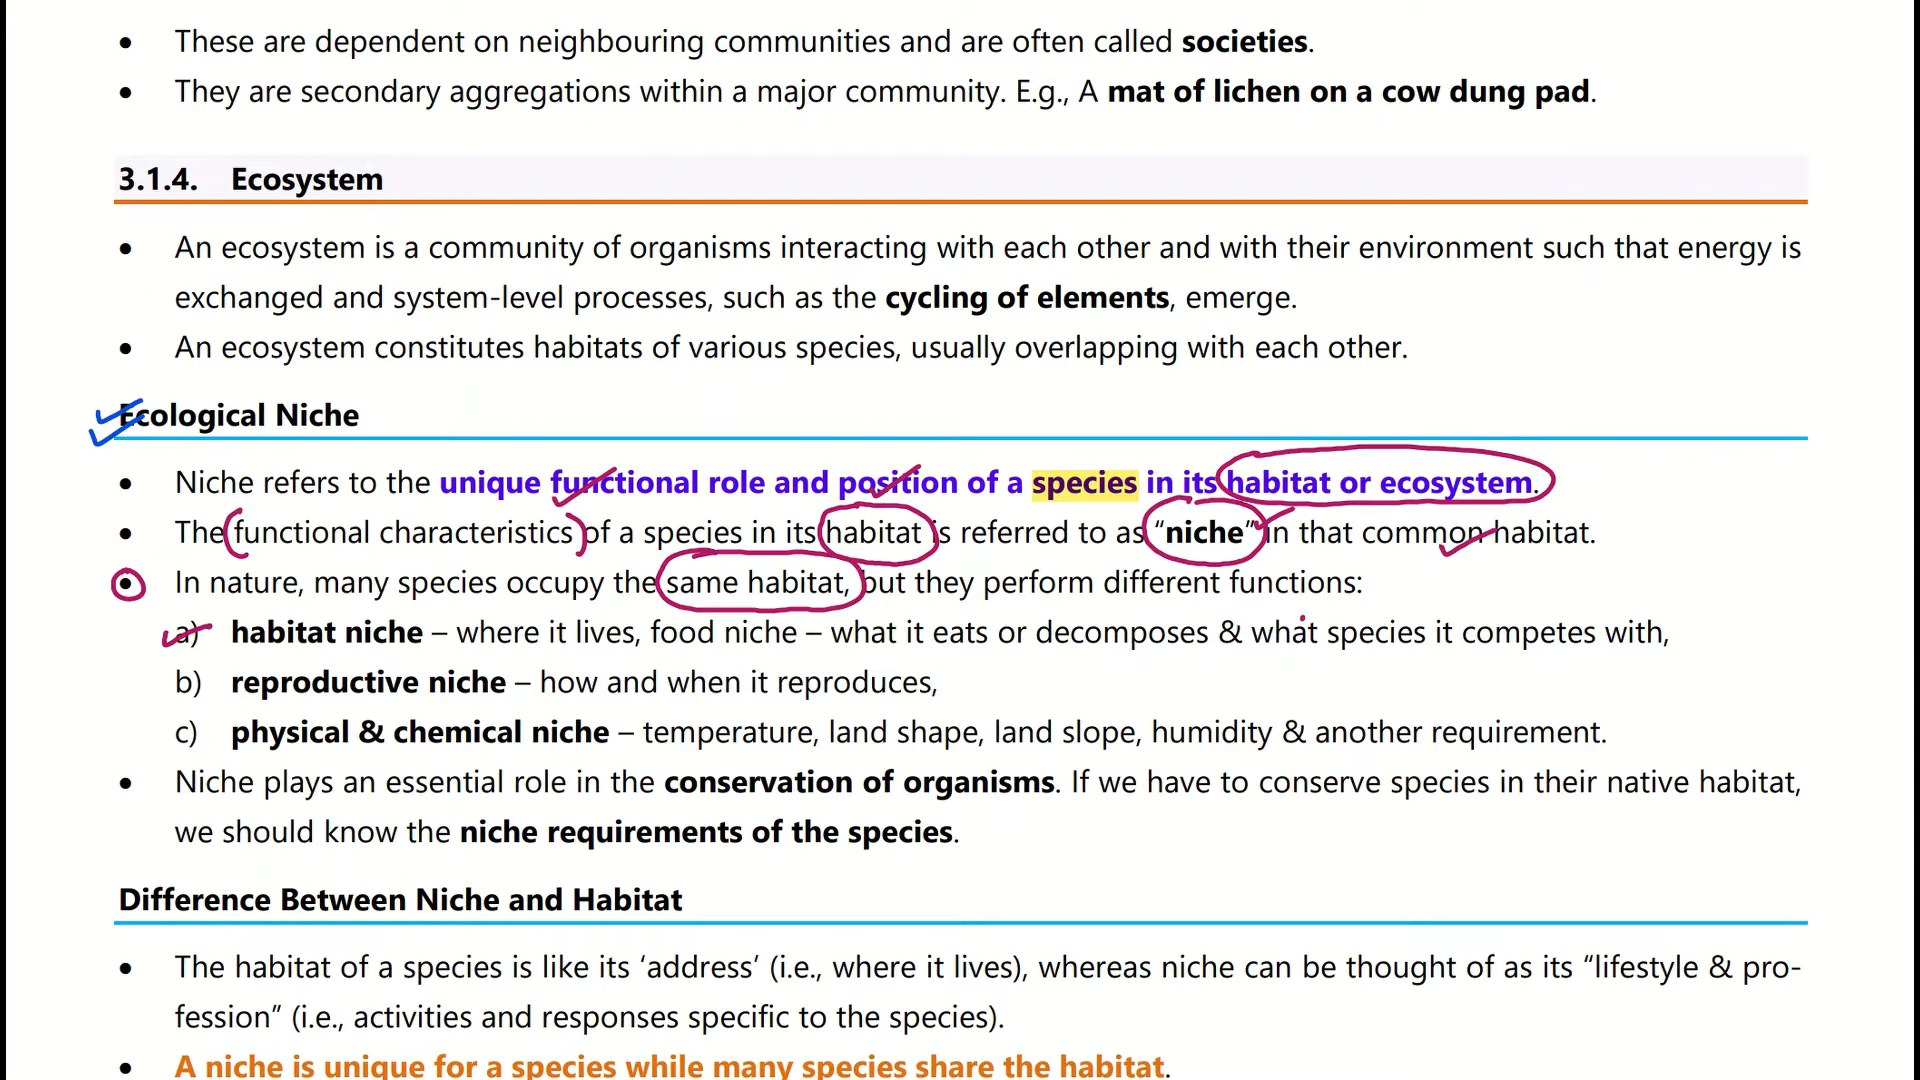 • These are dependent on neighbouring communities and are often called societies.
• They are secondary aggregations within a major community. E.g., A mat of lichen on a cow dung pad.
3.1.4. Ecosystem
• An ecosystem is a community of organisms interacting with each other and with their environment such that energy is
exchanged and system-level processes, such as the cycling of elements, emerge.
• An ecosystem constitutes habitats of various species, usually overlapping with each other.
Ecological Niche
• Niche refers to the unique functional role and position of a species in its habitat or ecosystem.
• The functional characteristics of a species in its habitat is referred to as “niche” in that common habitat.
• In nature, many species occupy the same habitat, but they perform different functions:
a) habitat niche – where it lives, food niche – what it eats or decomposes & what species it competes with,
b) reproductive niche – how and when it reproduces,
c) physical & chemical niche – temperature, land shape, land slope, humidity & another requirement.
• Niche plays an essential role in the conservation of organisms. If we have to conserve species in their native habitat,
we should know the niche requirements of the species.
Difference Between Niche and Habitat
• The habitat of a species is like its ‘address’ (i.e., where it lives), whereas niche can be thought of as its “lifestyle & pro-
fession” (i.e., activities and responses specific to the species).
• A niche is unique for a species while many species share the habitat.